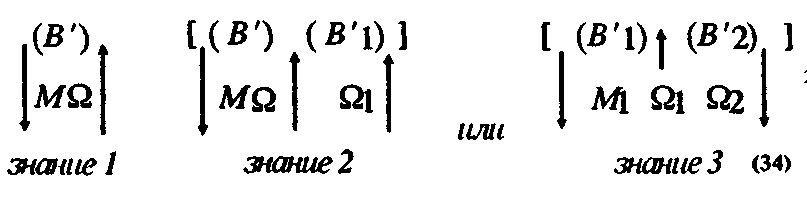 (B′) [ ( B′) ( B′1) ] [ (B′1) (B′2) ]
↓ MΩ ↑ ↓ MΩ ↑ Ω1 ↑ ↓ M1 ↑ Ω1 Ω2 ↓ ,
или
знание 1 знание 2 знание 3 (34)